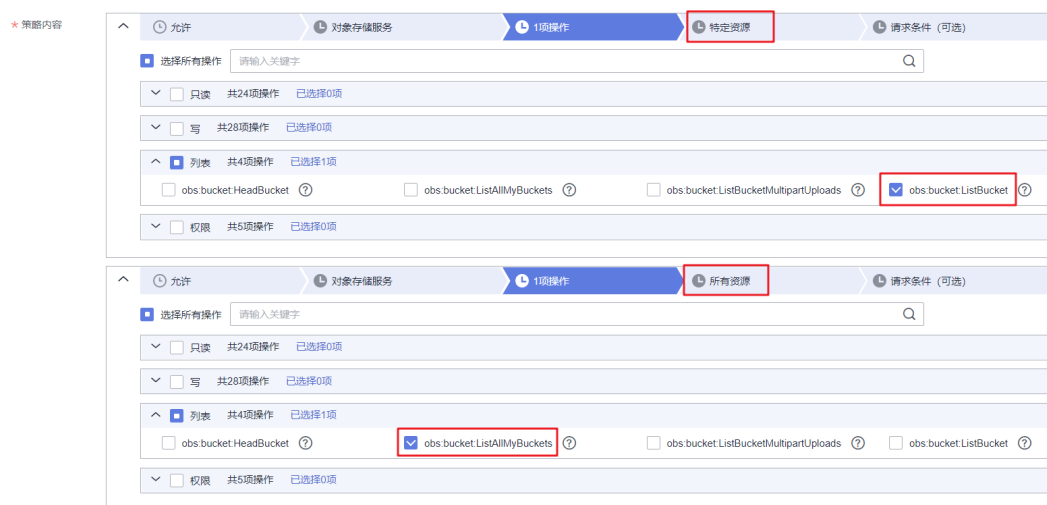 * 策略内容
允许 对象存储服务 1项操作 特定资源 请求条件 (可选)
选择所有操作 请输入关键字
只读 共24项操作 已选择0项
写 共28项操作 已选择0项
列表 共4项操作 已选择1项
obs:bucket:HeadBucket ? obs:bucket:ListAllMyBuckets ? obs:bucket:ListBucketMultipartUploads ? obs:bucket:ListBucket ?
权限 共5项操作 已选择0项
允许 对象存储服务 1项操作 所有资源 请求条件 (可选)
选择所有操作 请输入关键字
只读 共24项操作 已选择0项
写 共28项操作 已选择0项
列表 共4项操作 已选择1项
obs:bucket:HeadBucket ? obs:bucket:ListAllMyBuckets ? obs:bucket:ListBucketMultipartUploads ? obs:bucket:ListBucket ?
权限 共5项操作 已选择0项